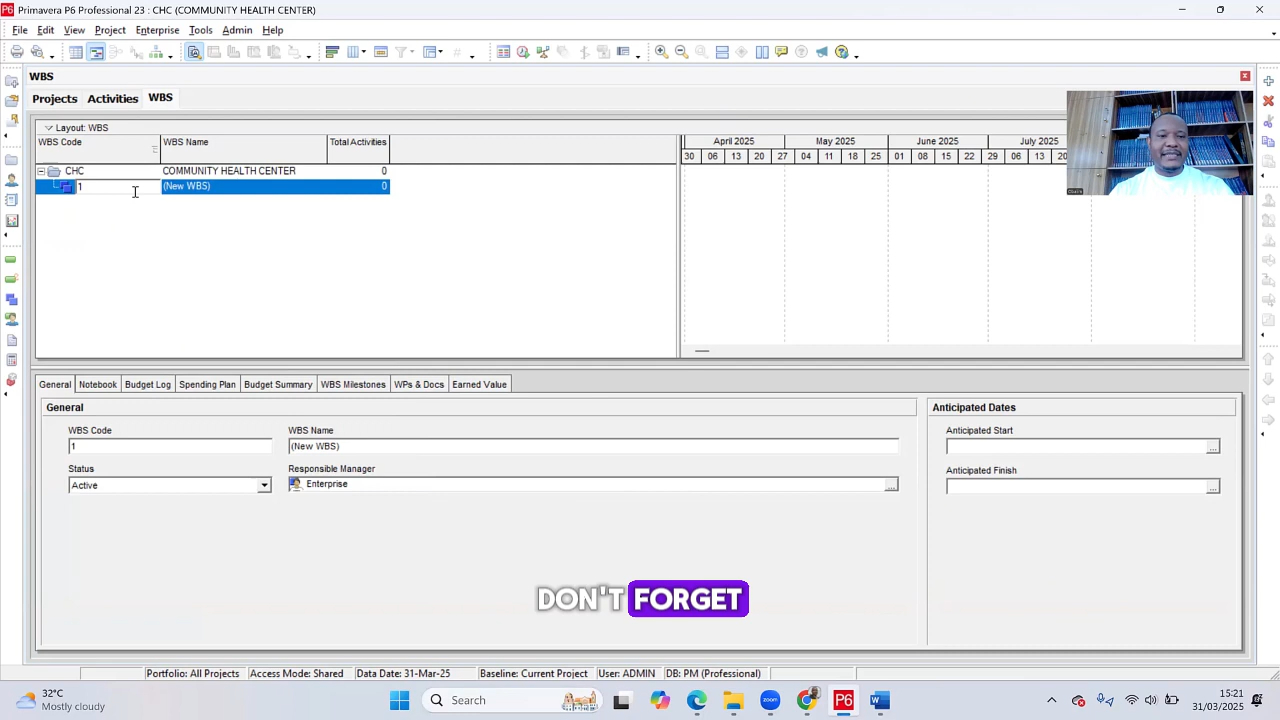 Primavera P6 Professional 23 : CHC (COMMUNITY HEALTH CENTER)
File Edit View Project Enterprise Tools Admin Help
WBS
Projects Activities WBS
Layout: WBS
WBS Code WBS Name Total Activities
April 2025 May 2025 June 2025 July 2025
30 06 13 20 27 04 11 18 25 01 08 15 22 29 06 13 20
CHC COMMUNITY HEALTH CENTER 0
1 (New WBS) 0
General Notebook Budget Log Spending Plan Budget Summary WBS Milestones WPs & Docs Earned Value
General
Anticipated Dates
WBS Code WBS Name Anticipated Start
1 (New WBS)
Status Responsible Manager Anticipated Finish
Active Enterprise
DON'T FORGET
Portfolio: All Projects Access Mode: Shared Data Date: 31-Mar-25 Baseline: Current Project User: ADMIN DB: PM (Professional)
32°C
Mostly cloudy
Search
P6
15:21
31/03/2025